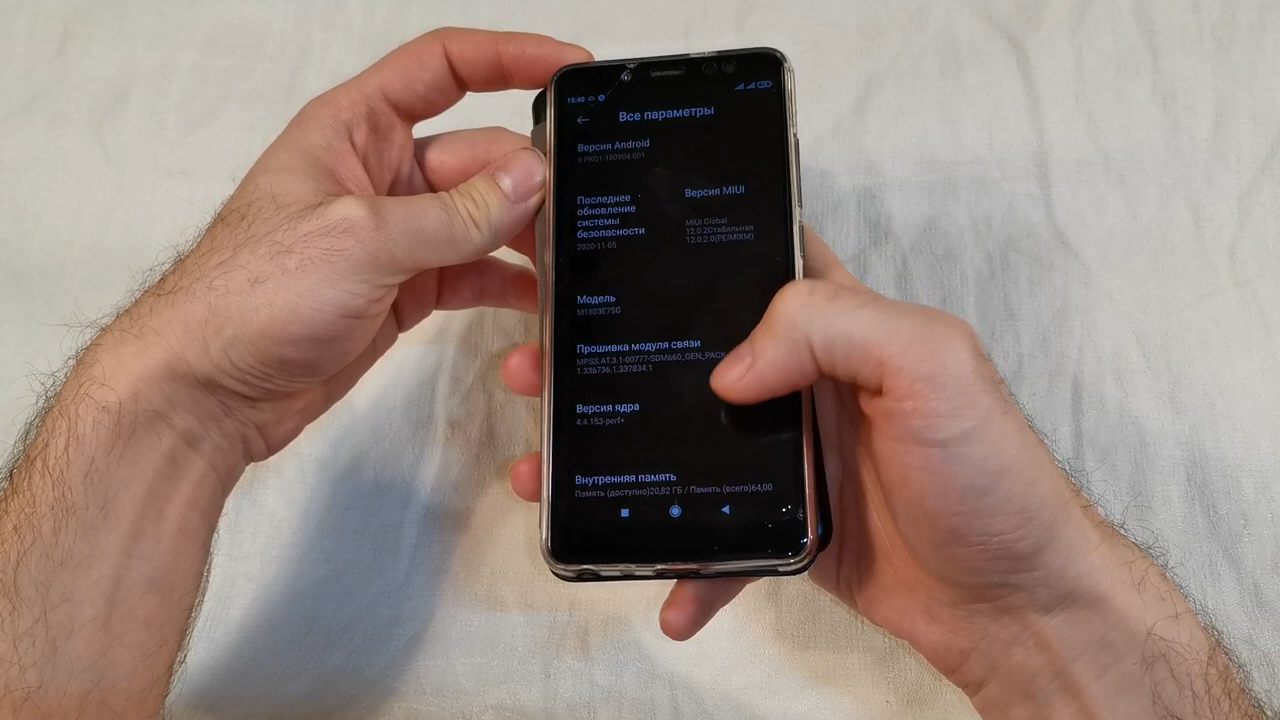 15:40
Все параметры
Версия Android
9 PKQ1.180904.001
Последнее
обновление
системы
безопасности
2020-11-05
Версия MIUI
MIUI Global
12.0.2Стабильная
12.0.2.0(PEIMIXM)
Модель
M1803E7SG
Прошивка модуля связи
MPSS.AT.3.1-00777-SDM660_GEN_PACK
1.336736.1.337834.1
Версия ядра
4.4.153-perf+
Внутренняя память
Память (доступно)20,82 ГБ / Память (всего)64,00